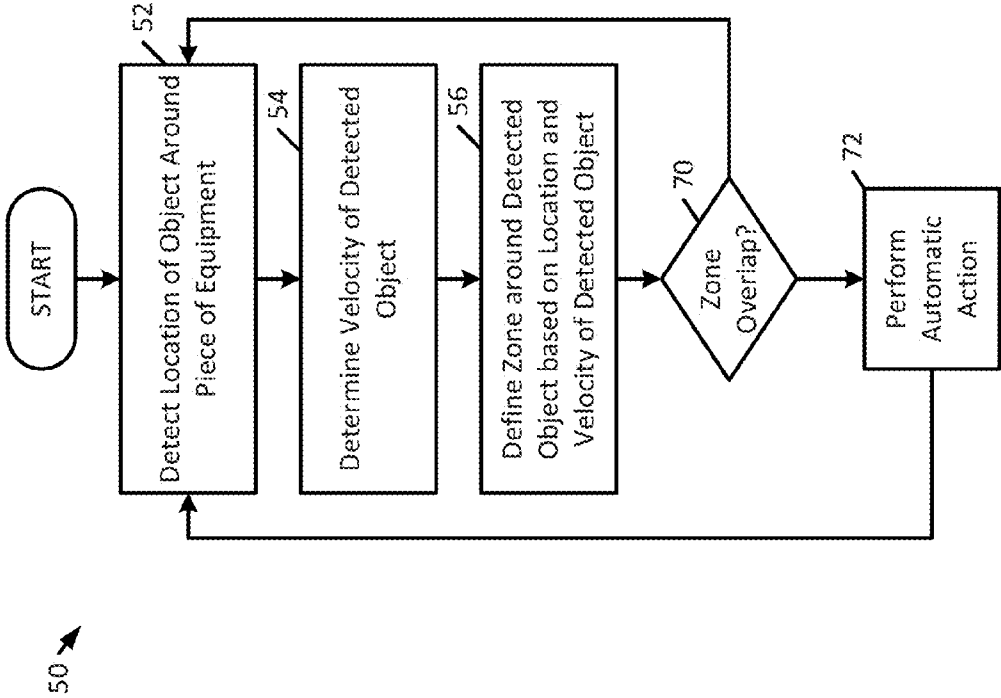 50
START
52
Detect Location of Object Around
Piece of Equipment
54
Determine Velocity of Detected
Object
56
Define Zone around Detected
Object based on Location and
Velocity of Detected Object
70
Zone
Overlap?
72
Perform
Automatic
Action